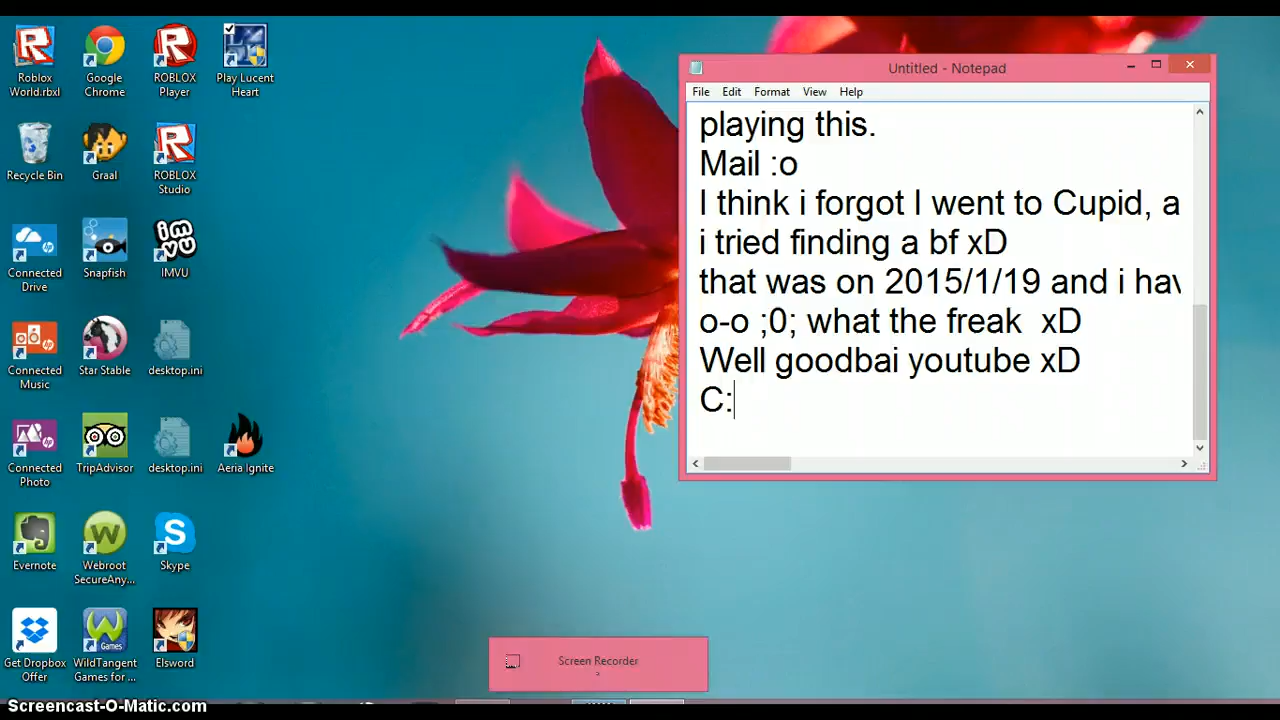 Roblox
World.rbxl
Google
Chrome
ROBLOX
Player
Play Lucent
Heart
Recycle Bin
Graal
ROBLOX
Studio
Connected
Drive
Snapfish
IMVU
Connected
Music
Star Stable
desktop.ini
Connected
Photo
TripAdvisor
desktop.ini
Aeria Ignite
Evernote
Webroot
SecureAny...
Skype
Get Dropbox
Offer
Games
WildTangent
Games for ...
Elsword
Untitled - Notepad
File Edit Format View Help
playing this.
Mail :o
I think i forgot I went to Cupid, a
i tried finding a bf xD
that was on 2015/1/19 and i hav
o-o ;0; what the freak  xD
Well goodbai youtube xD
C:
Screen Recorder
Screencast-O-Matic.com